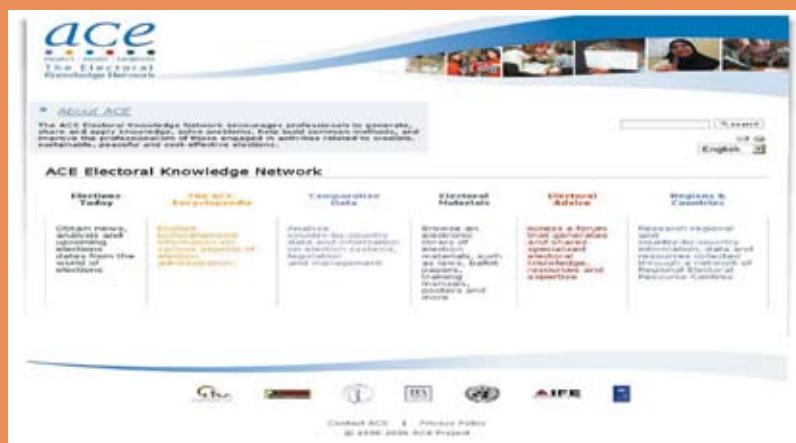 ace
The Electoral
Knowledge Network
About ACE
The ACE Electoral Knowledge Network encourages professionals to generate,
share and apply knowledge, solve problems, help build common methods, and
improve the professionalism of those engaged in activities related to credible,
sustainable, peaceful and cost-effective elections.
search
English
ACE Electoral Knowledge Network
Elections
Today
The ACE
Encyclopaedia
Comparative
Data
Electoral
Materials
Electoral
Advice
Regions &
Countries
Obtain news,
analysis and
upcoming
elections
dates from the
world of
elections
Explore
comprehensive
information on
various aspects of
election
administration
Analyze
country-by-country
data and information
on election systems,
legislation
and management
Browse an
electronic
library of
election
materials, such
as laws, ballot
papers,
training
manuals,
posters and
more
Access a forum
that generates
and shares
specialized
electoral
knowledge,
resources and
expertise
Research regional
and
country-by-country
information, data and
resources collected
through a network of
Regional Electoral
Resource Centres
IFE
Contact ACE | Privacy Policy
© 1998-2006 ACE Project